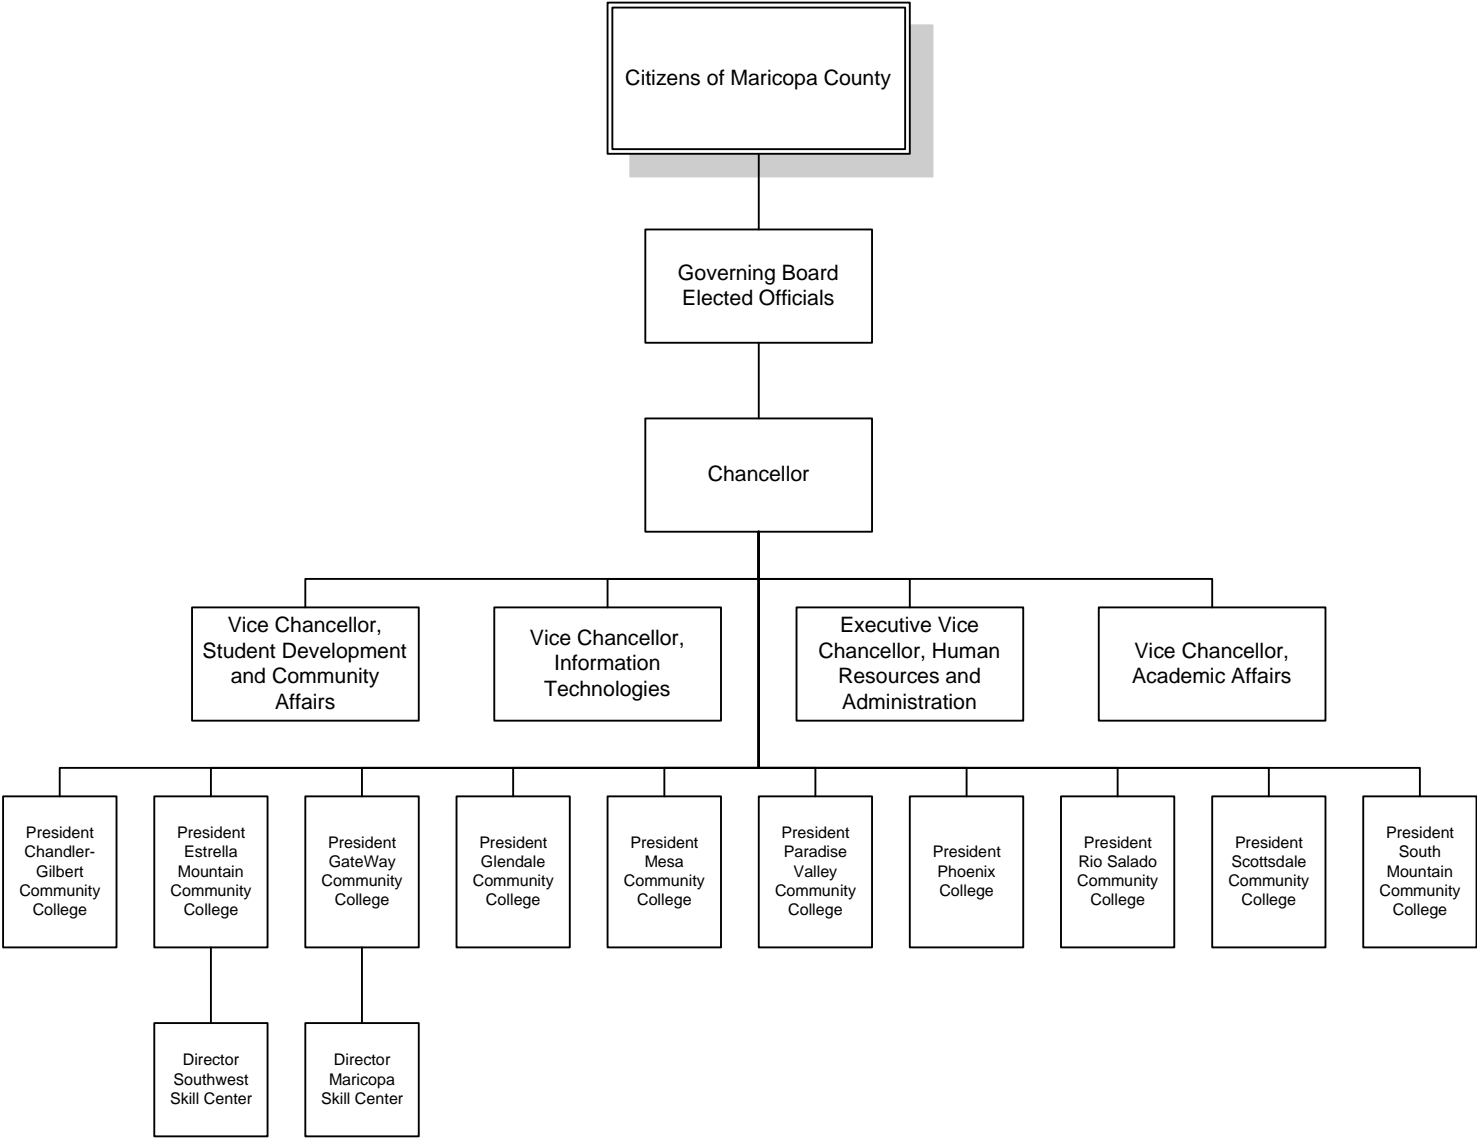 Citizens of Maricopa County
Governing Board
Elected Officials
Chancellor
Vice Chancellor,
Student Development
and Community
Affairs
Vice Chancellor,
Information
Technologies
Executive Vice
Chancellor, Human
Resources and
Administration
Vice Chancellor,
Academic Affairs
President
Chandler-
Gilbert
Community
College
President
Estrella
Mountain
Community
College
President
GateWay
Community
College
President
Glendale
Community
College
President
Mesa
Community
College
President
Paradise
Valley
Community
College
President
Phoenix
College
President
Rio Salado
Community
College
President
Scottsdale
Community
College
President
South
Mountain
Community
College
Director
Southwest
Skill Center
Director
Maricopa
Skill Center